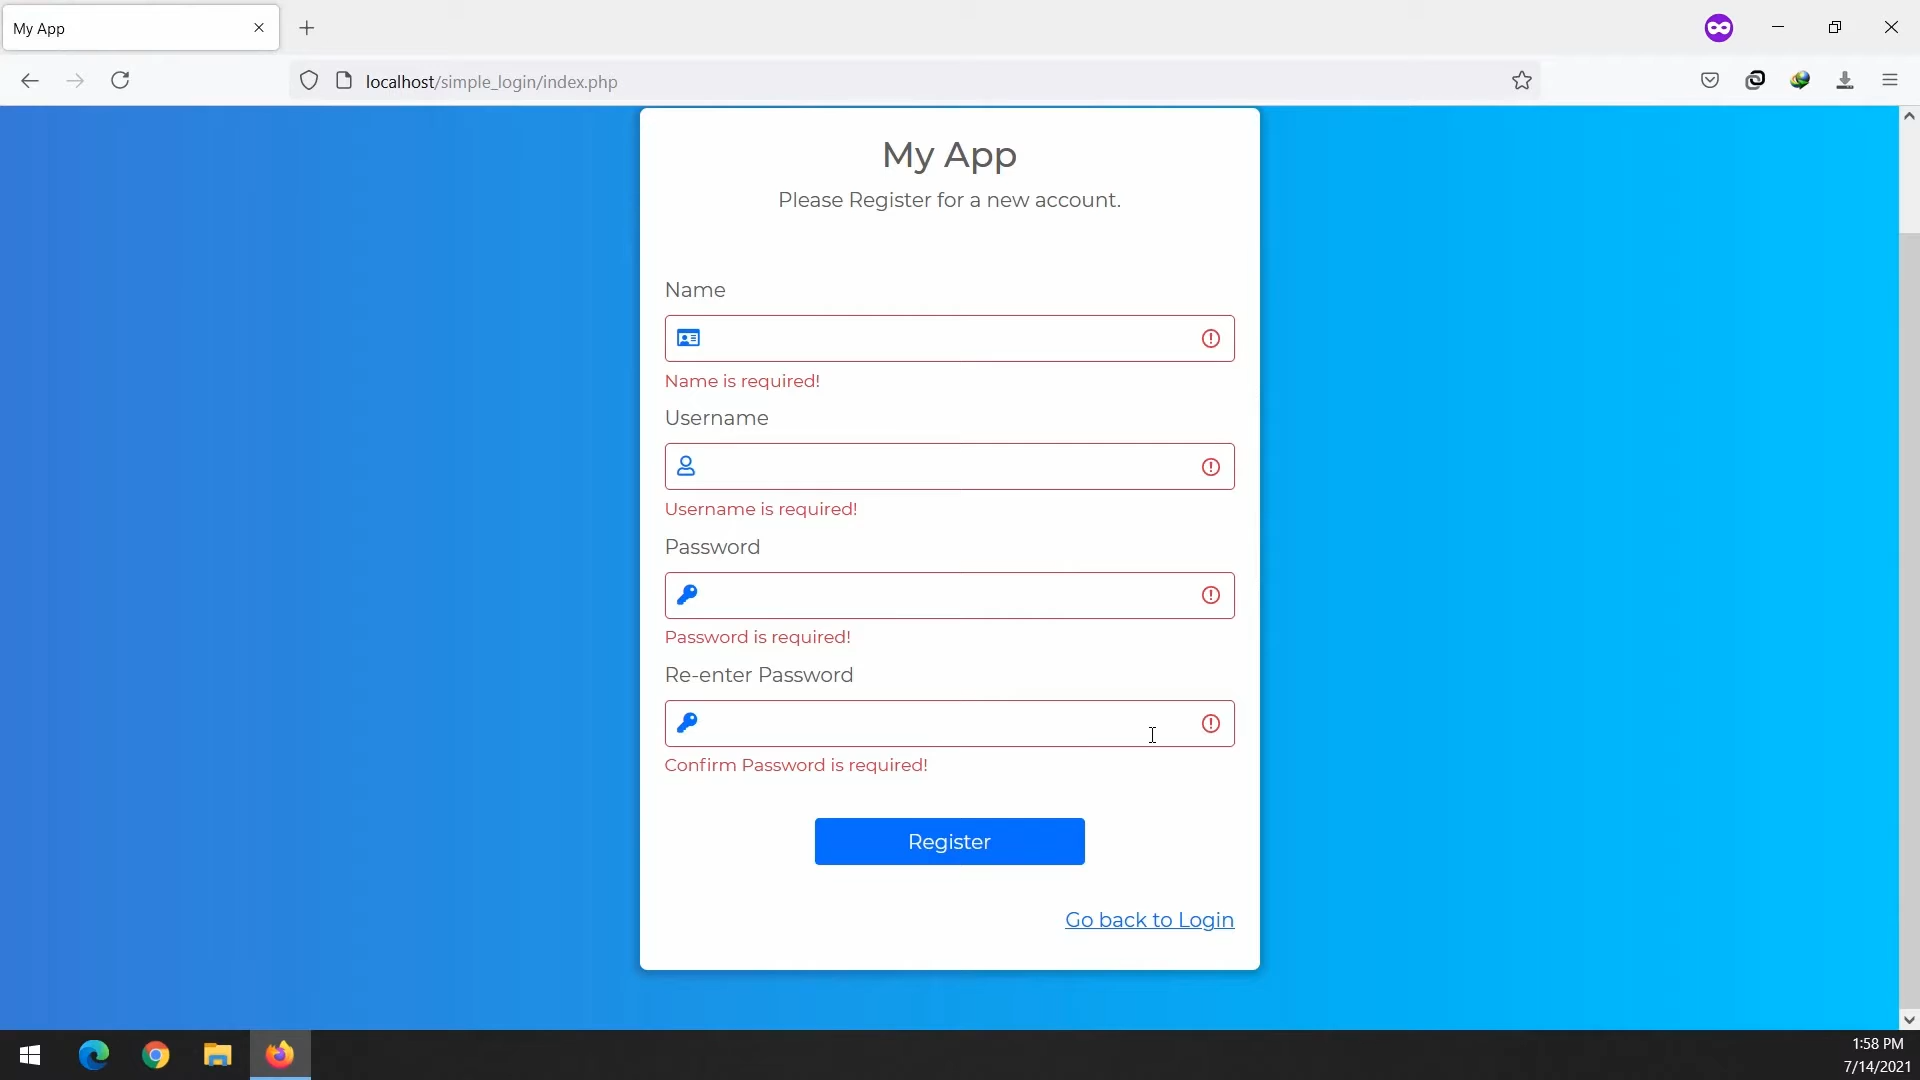 My App
localhost/simple_login/index.php
My App
Please Register for a new account.
Name
Name is required!
Username
Username is required!
Password
Password is required!
Re-enter Password
Confirm Password is required!
Register
Go back to Login
1:58 PM
7/14/2021